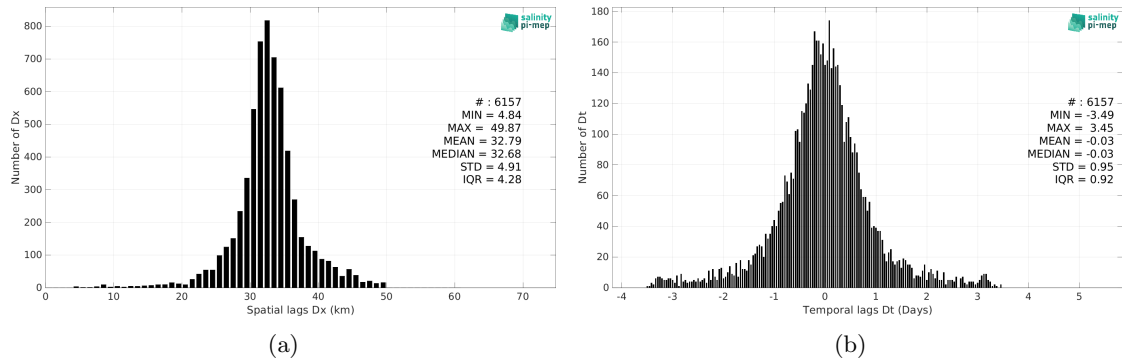 800
700
600
500
400
300
200
100
0
Number of Dx
salinity
pi-mep
# : 6157
MIN = 4.84
MAX = 49.87
MEAN = 32.79
MEDIAN = 32.68
STD = 4.91
IQR = 4.28
0 10 20 30 40 50 60 70
Spatial lags Dx (km)
(a)
180
160
140
120
100
80
60
40
20
0
Number of Dt
salinity
pi-mep
# : 6157
MIN = -3.49
MAX = 3.45
MEAN = -0.03
MEDIAN = -0.03
STD = 0.95
IQR = 0.92
-4 -3 -2 -1 0 1 2 3 4 5
Temporal lags Dt (Days)
(b)